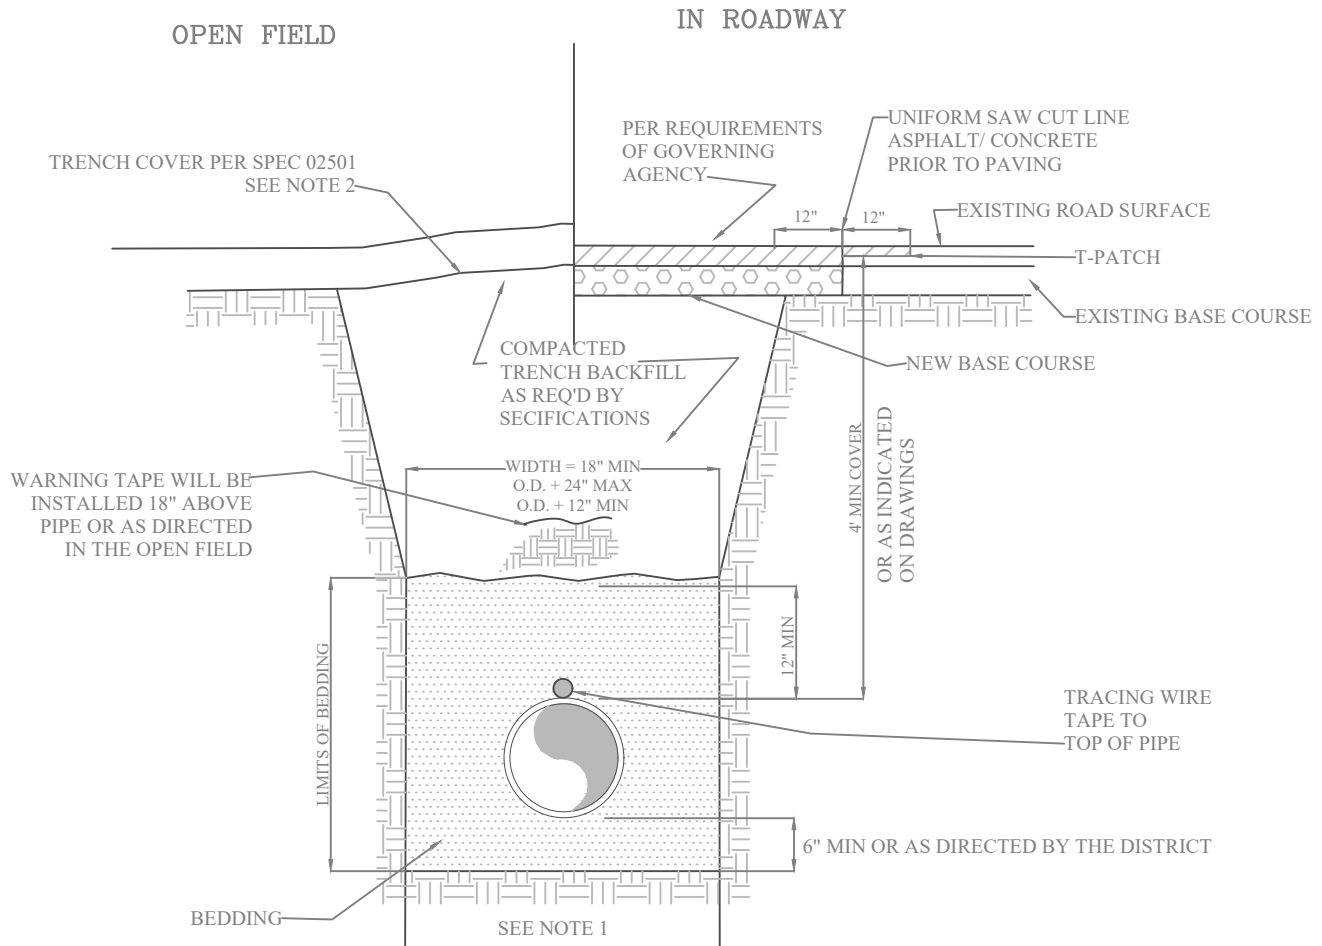 OPEN FIELD
IN ROADWAY
PER REQUIREMENTS
OF GOVERNING
AGENCY
UNIFORM SAW CUT LINE
ASPHALT/ CONCRETE
PRIOR TO PAVING
TRENCH COVER PER SPEC 02501
SEE NOTE 2
12"
12"
EXISTING ROAD SURFACE
T-PATCH
EXISTING BASE COURSE
NEW BASE COURSE
COMPACTED
TRENCH BACKFILL
AS REQ'D BY
SECIFICATIONS
WARNING TAPE WILL BE
INSTALLED 18" ABOVE
PIPE OR AS DIRECTED
IN THE OPEN FIELD
WIDTH = 18" MIN
O.D. + 24" MAX
O.D. + 12" MIN
4' MIN COVER
OR AS INDICATED
ON DRAWINGS
LIMITS OF BEDDING
12" MIN
TRACING WIRE
TAPE TO
TOP OF PIPE
6" MIN OR AS DIRECTED BY THE DISTRICT
BEDDING
SEE NOTE 1